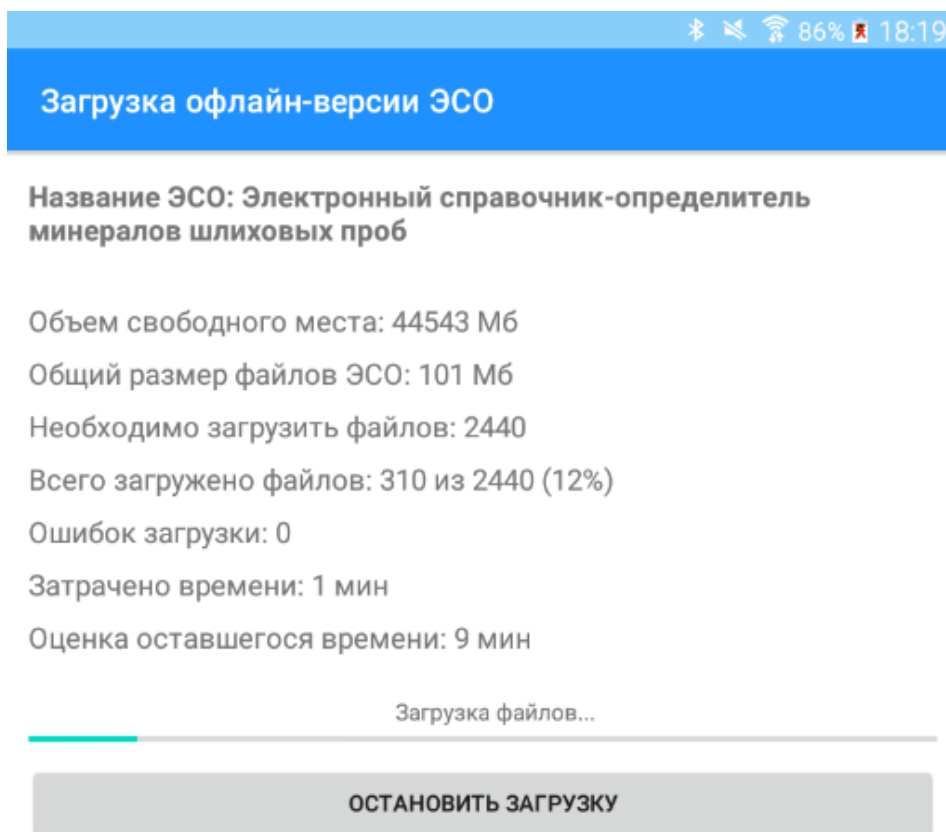 86% 18:19
Загрузка офлайн-версии ЭСО
Название ЭСО: Электронный справочник-определитель
минералов шлиховых проб
Объем свободного места: 44543 Мб
Общий размер файлов ЭСО: 101 Мб
Необходимо загрузить файлов: 2440
Всего загружено файлов: 310 из 2440 (12%)
Ошибок загрузки: 0
Затрачено времени: 1 мин
Оценка оставшегося времени: 9 мин
Загрузка файлов...
ОСТАНОВИТЬ ЗАГРУЗКУ